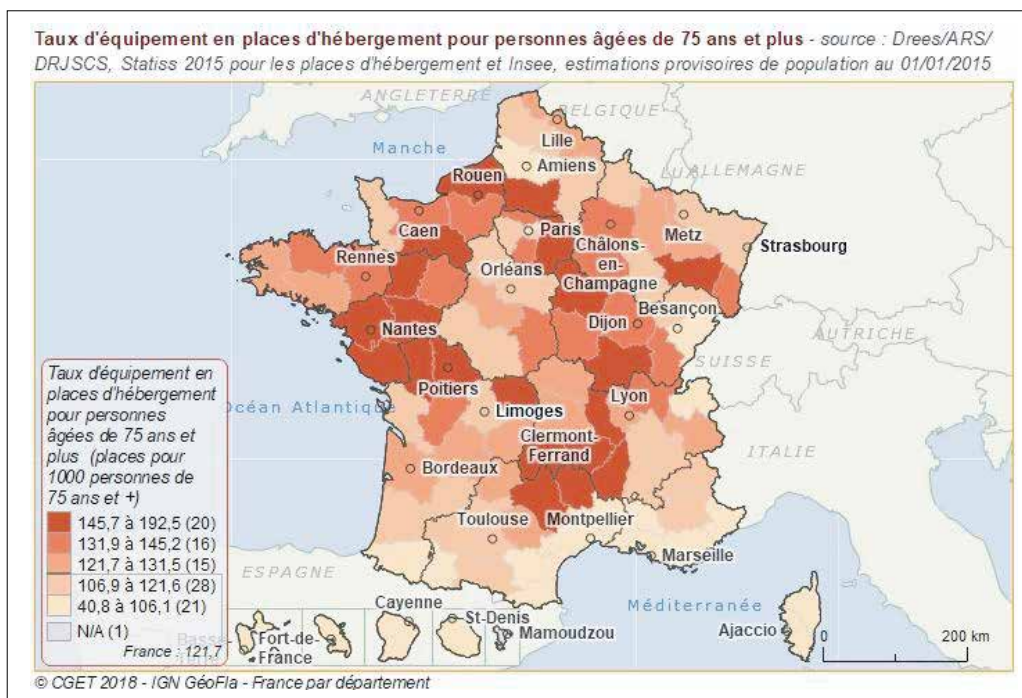 Taux d'équipement en places d'hébergement pour personnes âgées de 75 ans et plus - source : Drees/ARS/
DRJSCS, Statiss 2015 pour les places d'hébergement et Insee, estimations provisoires de population au 01/01/2015
ANGLETERRE
BELGIQUE
Lille
Manche
Amiens
LU
ALLEMAGNE
Rouen
Caen
Paris
Metz
Châlons-
en-
Champagne
Strasbourg
Rennes
Orléans
Besançon
Dijon
Nantes
AUTRICHE
SUISSE
Poitiers
Océan Atlantique
Limoges
Lyon
Clermont-
Ferrand
ITALIE
Bordeaux
Toulouse
Montpellier
Marseille
ESPAGNE
Méditerranée
Ajaccio
Taux d'équipement en
places d'hébergement
pour personnes
âgées de 75 ans et
plus (places pour
1000 personnes de
75 ans et +)
145,7 à 192,5 (20)
131,9 à 145,2 (16)
121,7 à 131,5 (15)
106,9 à 121,6 (28)
40,8 à 106,1 (21)
N/A (1)
France : 121,7
Fort-de-
France
Cayenne
St-Denis
Mamoudzou
0 200 km
© CGET 2018 - IGN GéoFla - France par département